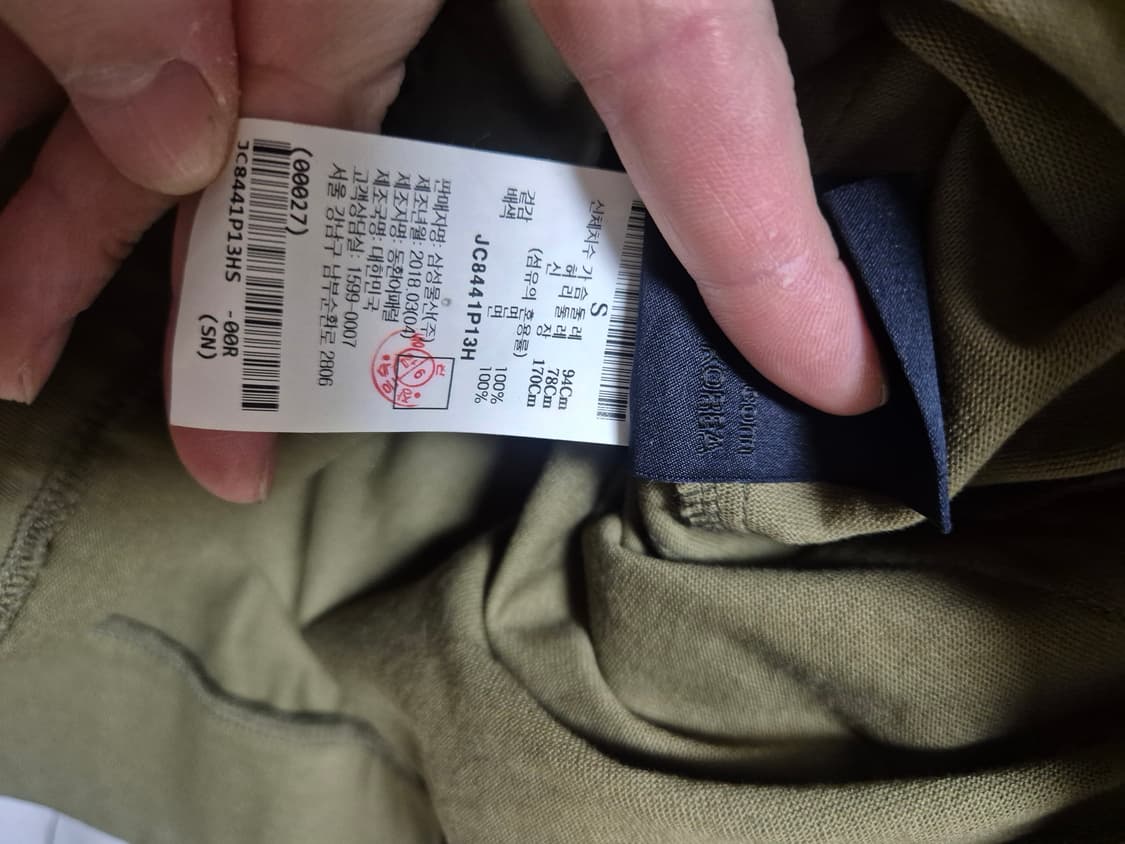 S
신체치수 가슴둘레 94Cm
허리둘레 78Cm
신 장 170Cm
(섬유의 혼용률)
겉감 면 100%
배색 면 100%
JC8441P13H
판매자명: 삼성물산(주)
제조년월: 2018.03(04)
제조자명: 동환어패럴
제조국명: 대한민국
고객상담실: 1599-0007
서울 강남구 남부순환로 2806
(00027)
JC8441P13HS -00R
(SN)